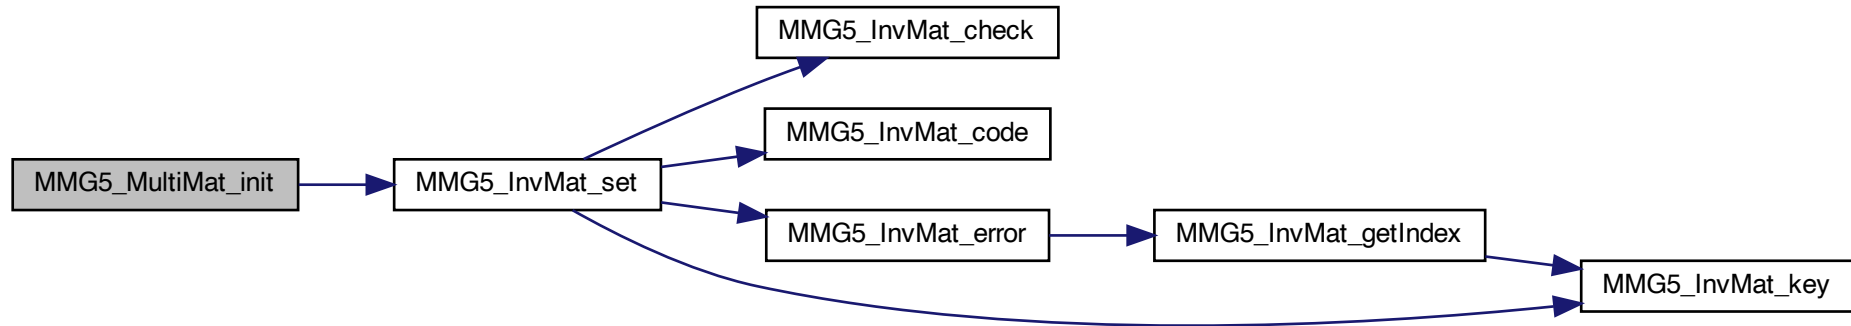 MMG5_InvMat_check
MMG5_InvMat_code
MMG5_MultiMat_init
MMG5_InvMat_set
MMG5_InvMat_error
MMG5_InvMat_getIndex
MMG5_InvMat_key